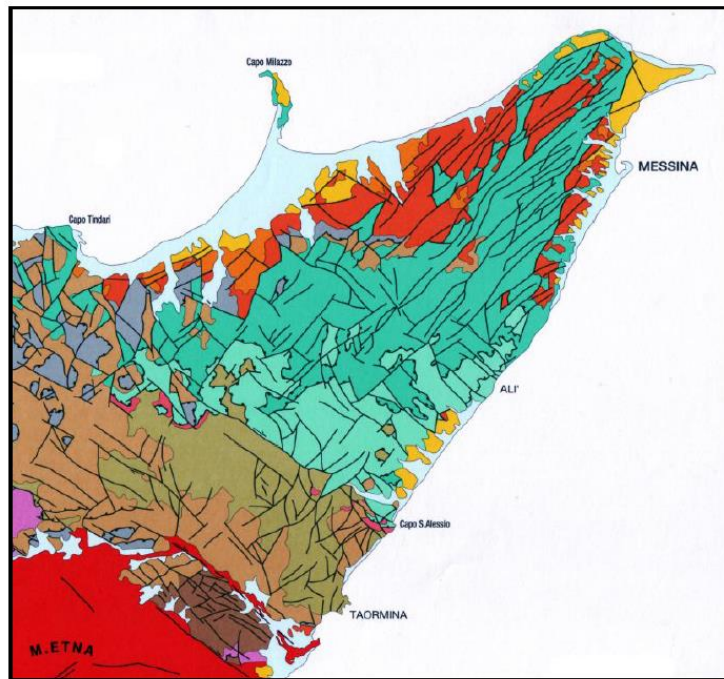 Capo Milazzo
MESSINA
Capo Tindari
ALI'
Capo S.Alessio
TAORMINA
M.ETNA